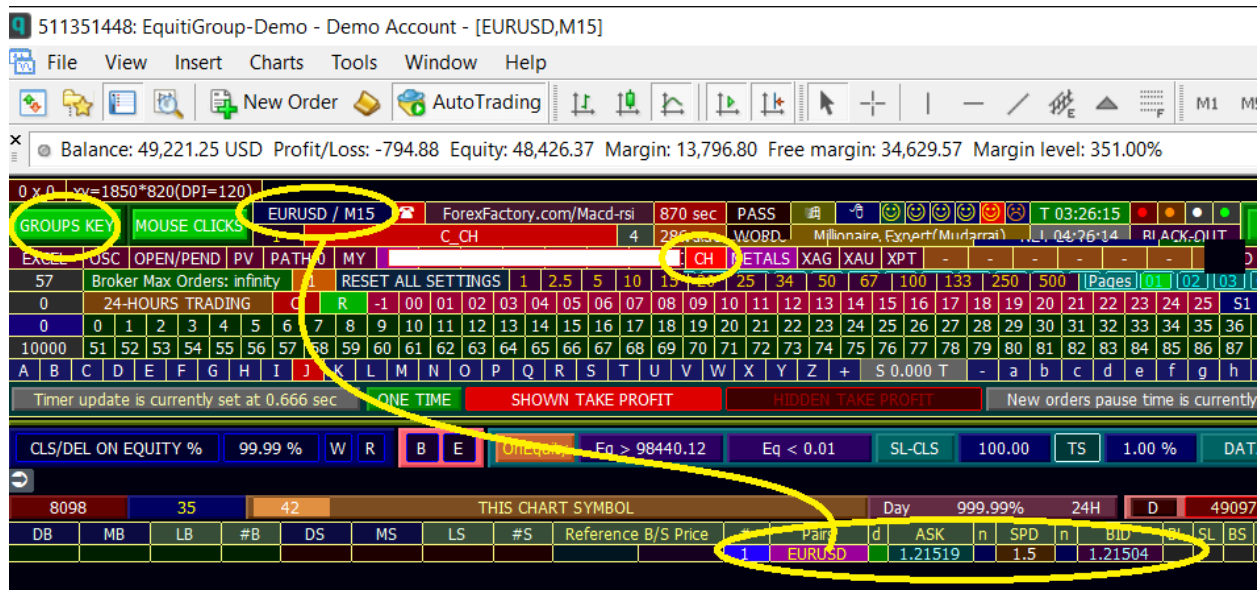 511351448: EquitiGroup-Demo - Demo Account - [EURUSD,M15]
File View Insert Charts Tools Window Help
New Order AutoTrading M1
Balance: 49,221.25 USD Profit/Loss: -794.88 Equity: 48,426.37 Margin: 13,796.80 Free margin: 34,629.57 Margin level: 351.00%
0 x 0 xy=1850*820(DPI=120)
GROUPS KEY MOUSE CLICKS EURUSD / M15 ForexFactory.com/Macd-rsi 870 sec PASS T 03:26:15
1 C_CH 4 WORD Millionaire.Expert(Mudarraj) L 04:26:14 BLACK-OUT
EXCEL OSC OPEN/PEND PV PATH 0 MY CH METALS XAG XAU XPT - - - - - - -
57 Broker Max Orders: infinity 1 RESET ALL SETTINGS 1 2.5 5 10 15 20 25 34 50 67 100 133 250 500 [Pages] 01 02 03
0 24-HOURS TRADING C R -1 00 01 02 03 04 05 06 07 08 09 10 11 12 13 14 15 16 17 18 19 20 21 22 23 24 25 S1
0 0 1 2 3 4 5 6 7 8 9 10 11 12 13 14 15 16 17 18 19 20 21 22 23 24 25 26 27 28 29 30 31 32 33 34 35 36
10000 51 52 53 54 55 56 57 58 59 60 61 62 63 64 65 66 67 68 69 70 71 72 73 74 75 76 77 78 79 80 81 82 83 84 85 86 87
A B C D E F G H I J K L M N O P Q R S T U V W X Y Z + S 0.000 T - a b c d e f g h
Timer update is currently set at 0.666 sec ONE TIME SHOWN TAKE PROFIT HIDDEN TAKE PROFIT New orders pause time is currently
CLS/DEL ON EQUITY % 99.99 % W R B E OnEquity Eq > 98440.12 Eq < 0.01 SL-CLS 100.00 TS 1.00 %
8098 35 42 THIS CHART SYMBOL Day 999.99% 24H D 49097
DB MB LB #B DS MS LS #S Reference B/S Price # Pairs d ASK n SPD n BID BL SL BS
1 EURUSD 1.21519 1.5 1.21504